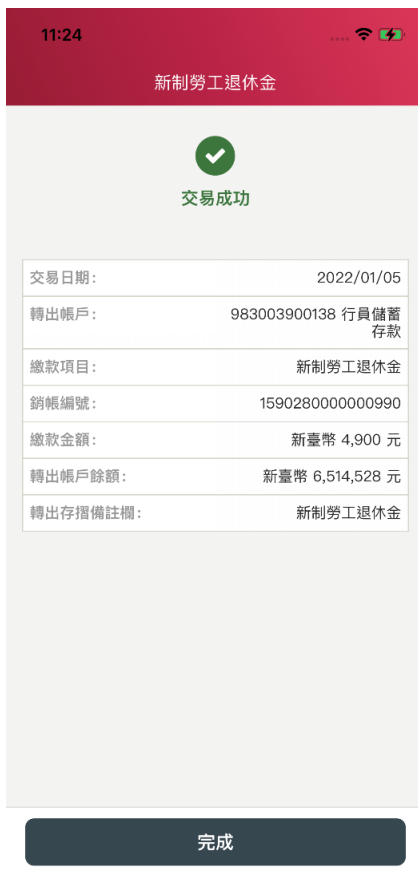 11:24
新制勞工退休金
交易成功
交易日期: 2022/01/05
轉出帳戶: 983003900138 行員儲蓄
存款
繳款項目: 新制勞工退休金
銷帳編號: 1590280000000990
繳款金額: 新臺幣 4,900 元
轉出帳戶餘額: 新臺幣 6,514,528 元
轉出存摺備註欄: 新制勞工退休金
完成